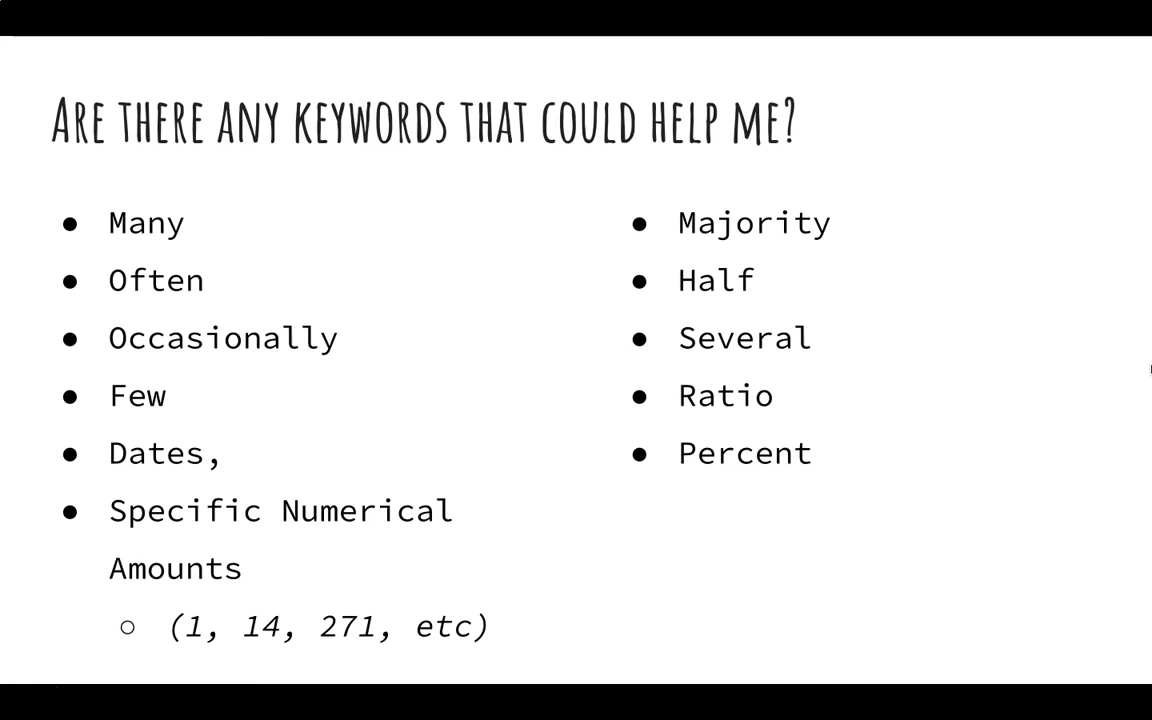 Are there any keywords that could help me?
● Many
● Often
● Occasionally
● Few
● Dates,
● Specific Numerical
Amounts
○ (1, 14, 271, etc)
● Majority
● Half
● Several
● Ratio
● Percent